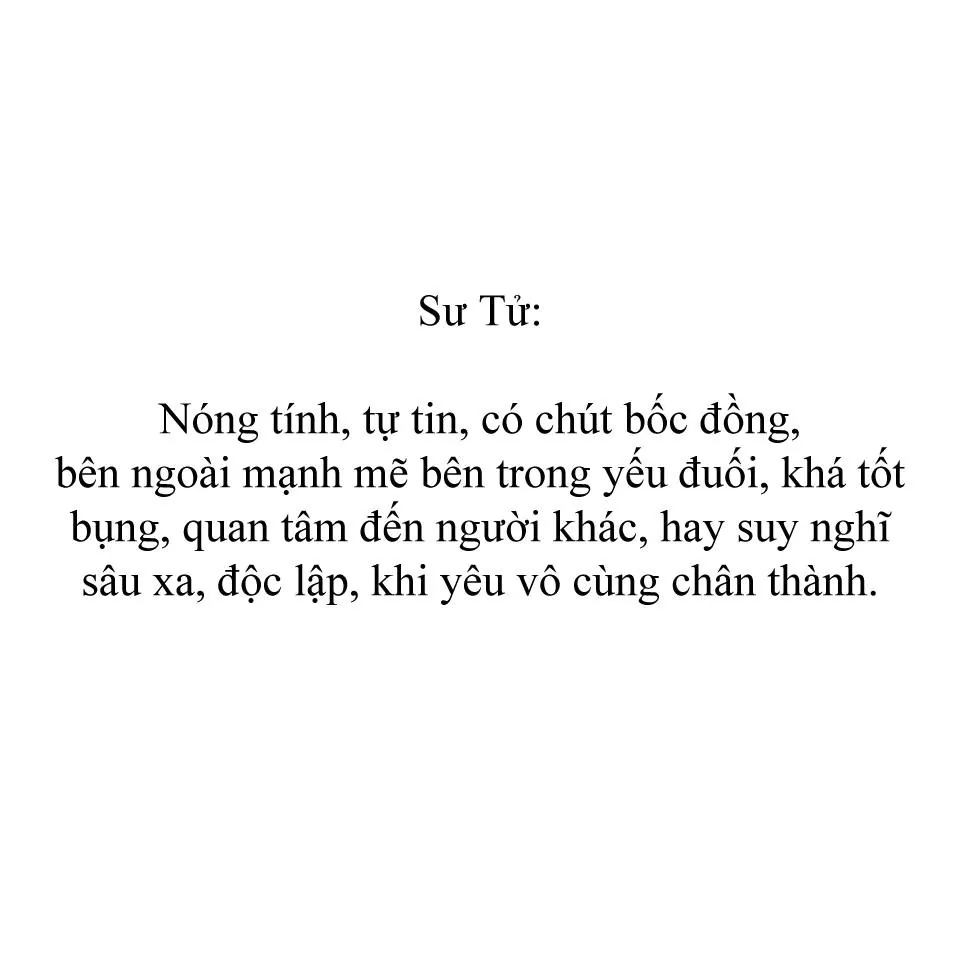 Sư Tử:
Nóng tính, tự tin, có chút bốc đồng,
bên ngoài mạnh mẽ bên trong yếu đuối, khá tốt
bụng, quan tâm đến người khác, hay suy nghĩ
sâu xa, độc lập, khi yêu vô cùng chân thành.